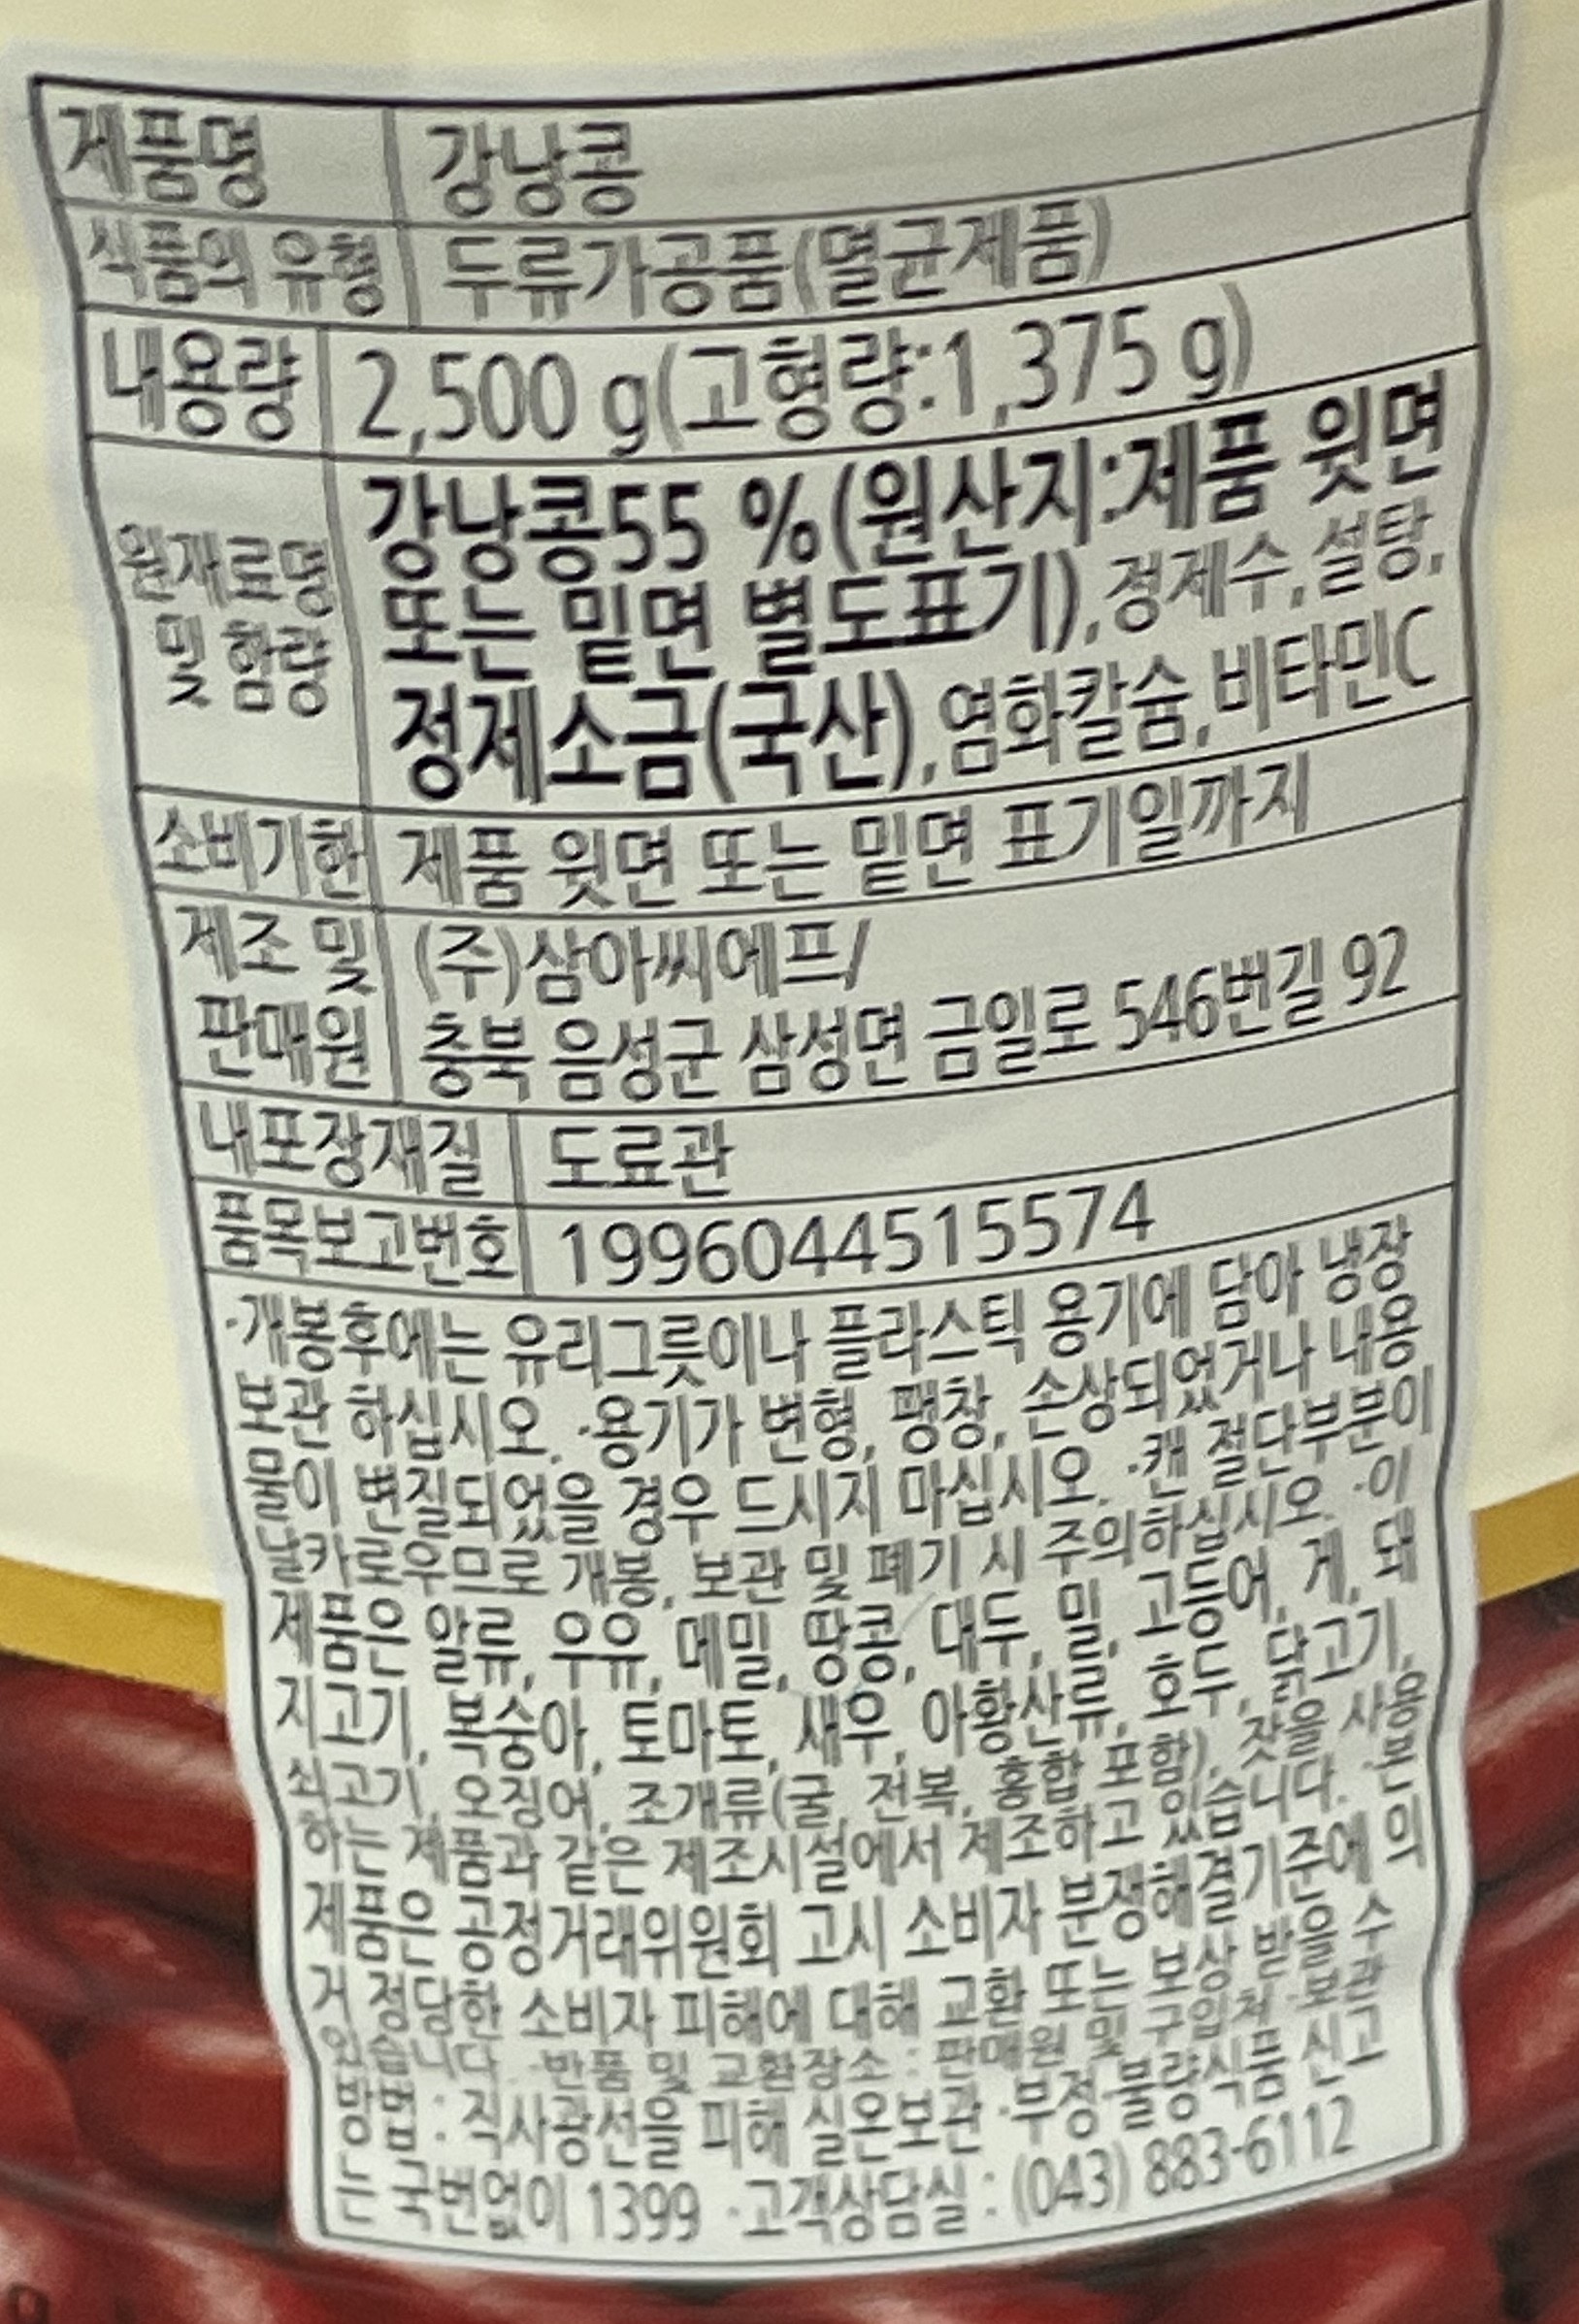 제품명 강낭콩
식품의 유형 두류가공품(멸균제품)
내용량 2,500 g(고형량:1,375 g)
원재료명 및 함량
강낭콩55 %(원산지:제품 윗면
또는 밑면 별도표기),정제수,설탕,
정제소금(국산),염화칼슘,비타민C
소비기한 제품 윗면 또는 밑면 표기일까지
제조 및 (주)삼아씨에프/
판매원 충북 음성군 삼성면 금일로 546번길 92
내포장재질 도료관
품목보고번호 1996044515574
·개봉후에는 유리그릇이나 플라스틱 용기에 담아 냉장
보관 하십시오. ·용기가 변형, 팽창, 손상되었거나 내용
물이 변질되었을 경우 드시지 마십시오. ·캔 절단부분이
날카로우므로 개봉, 보관 및 폐기 시 주의하십시오. ·이
제품은 알류, 우유, 메밀, 땅콩, 대두, 밀, 고등어, 게, 돼
지고기, 복숭아, 토마토, 새우, 아황산류, 호두, 닭고기,
쇠고기, 오징어, 조개류(굴, 전복, 홍합 포함), 잣을 사용
하는 제품과 같은 제조시설에서 제조하고 있습니다. ·본
제품은 공정거래위원회 고시 소비자 분쟁해결기준에 의
거 정당한 소비자 피해에 대해 교환 또는 보상 받을 수
있습니다. ·반품 및 교환장소 : 판매원 및 구입처 ·보관
방법 : 직사광선을 피해 실온보관 ·부정·불량식품 신고
는 국번없이 1399 ·고객상담실 : (043) 883-6112